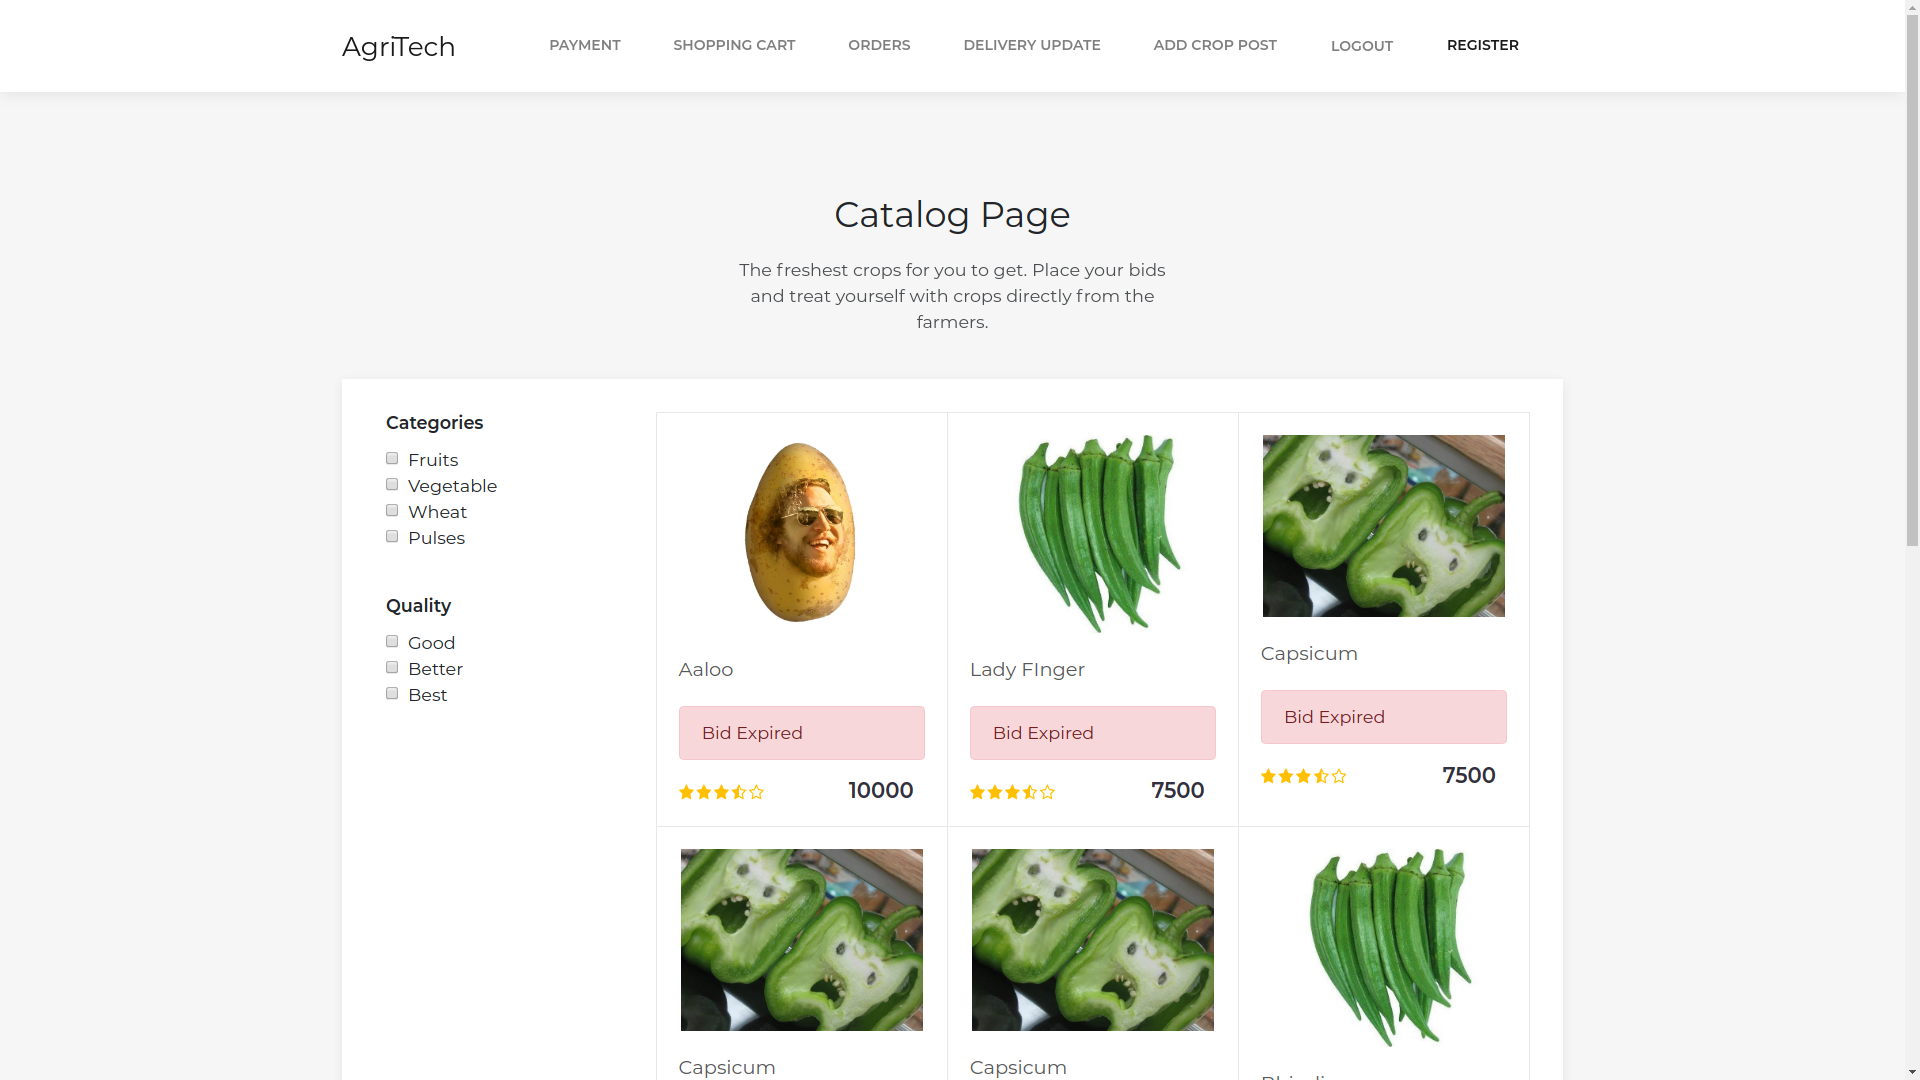 AgriTech
PAYMENT
SHOPPING CART
ORDERS
DELIVERY UPDATE
ADD CROP POST
LOGOUT
REGISTER
Catalog Page
The freshest crops for you to get. Place your bids
and treat yourself with crops directly from the
farmers.
Categories
Fruits
Vegetable
Wheat
Pulses
Quality
Good
Better
Best
Aaloo
Bid Expired
10000
Lady FInger
Bid Expired
7500
Capsicum
Bid Expired
7500
Capsicum
Capsicum